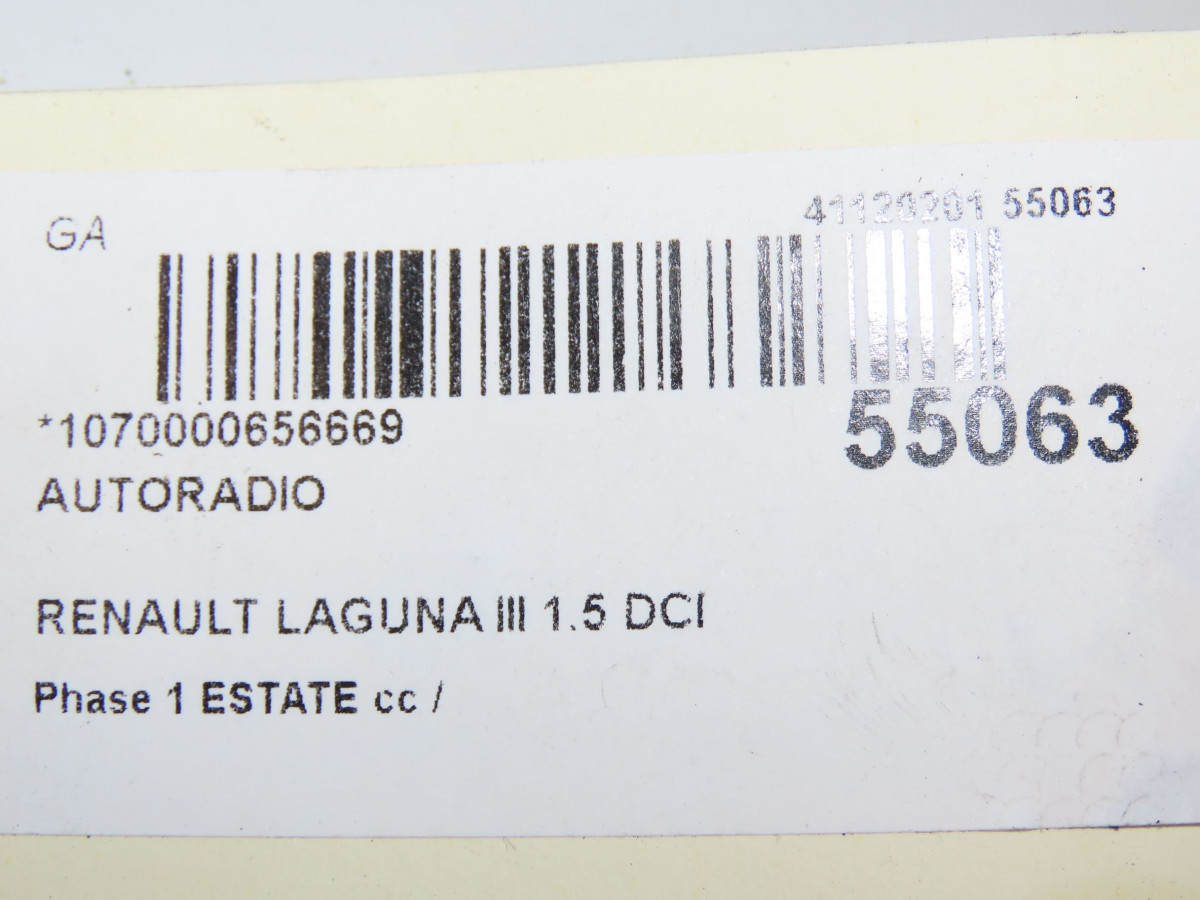 GA
41120201 55063
55063
*1070000656669
AUTORADIO
RENAULT LAGUNA III 1.5 DCI
Phase 1 ESTATE cc /